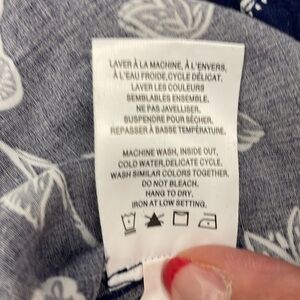 LAVER À LA MACHINE, À L'ENVERS,
À L'EAU FROIDE, CYCLE DÉLICAT.
LAVER LES COULEURS
SEMBLABLES ENSEMBLE,
NE PAS JAVELLISER,
SUSPENDRE POUR SÉCHER,
REPASSER À BASSE TEMPÉRATURE.
MACHINE WASH, INSIDE OUT,
COLD WATER, DELICATE CYCLE,
WASH SIMILAR COLORS TOGETHER,
DO NOT BLEACH,
HANG TO DRY,
IRON AT LOW SETTING.